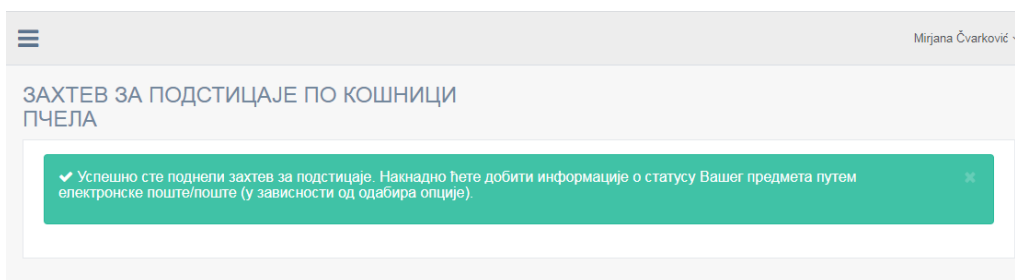 Mirjana Čvarković
ЗАХТЕВ ЗА ПОДСТИЦАЈЕ ПО КОШНИЦИ
ПЧЕЛА
Успешно сте поднели захтев за подстицаје. Накнадно ћете добити информације о статусу Вашег предмета путем
електронске поште/поште (у зависности од одабира опције).